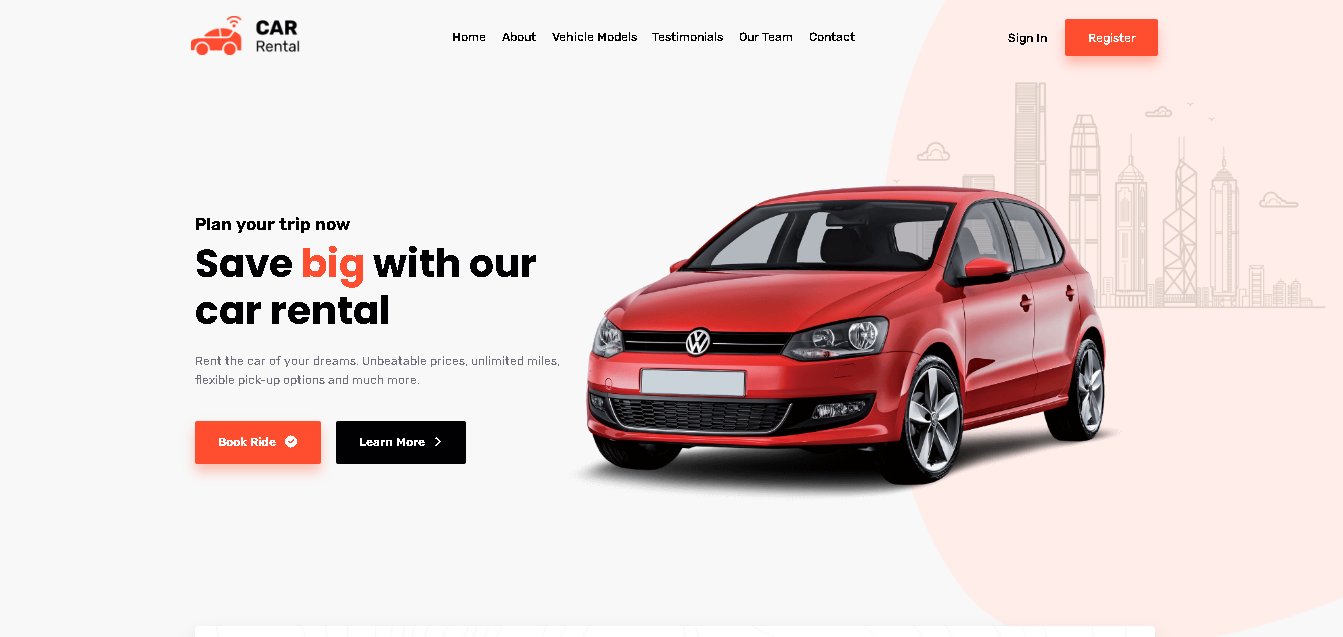 CAR
Rental
Home About Vehicle Models Testimonials Our Team Contact
Sign In Register
Plan your trip now
Save big with our
car rental
Rent the car of your dreams. Unbeatable prices, unlimited miles,
flexible pick-up options and much more.
Book Ride Learn More